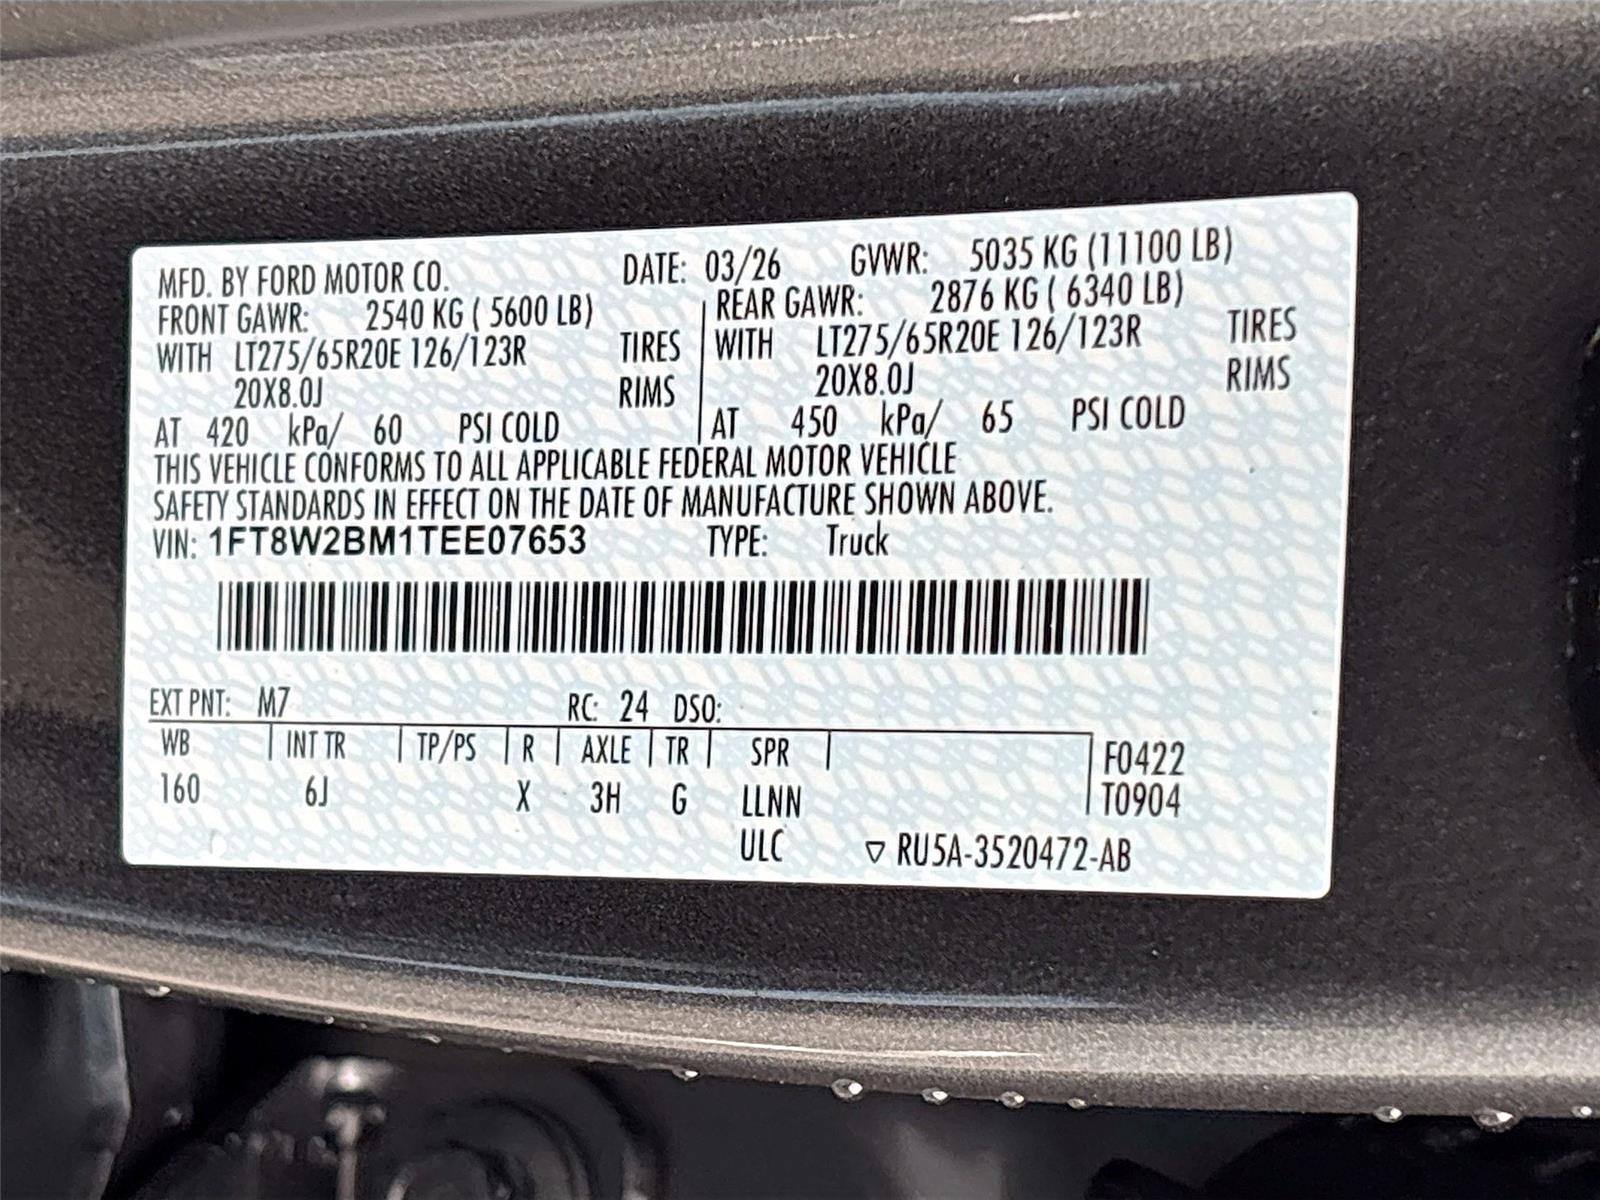 MFD. BY FORD MOTOR CO. DATE: 03/26 GVWR: 5035 KG (11100 LB)
FRONT GAWR: 2540 KG ( 5600 LB) REAR GAWR: 2876 KG ( 6340 LB)
WITH LT275/65R20E 126/123R TIRES WITH LT275/65R20E 126/123R TIRES
20X8.0J RIMS 20X8.0J RIMS
AT 420 kPa/ 60 PSI COLD AT 450 kPa/ 65 PSI COLD
THIS VEHICLE CONFORMS TO ALL APPLICABLE FEDERAL MOTOR VEHICLE
SAFETY STANDARDS IN EFFECT ON THE DATE OF MANUFACTURE SHOWN ABOVE.
VIN: 1FT8W2BM1TEE07653 TYPE: Truck
EXT PNT: M7 RC: 24 DSO:
WB INT TR TP/PS R AXLE TR SPR F0422
160 6J X 3H G LLNN T0904
ULC ▽ RU5A-3520472-AB